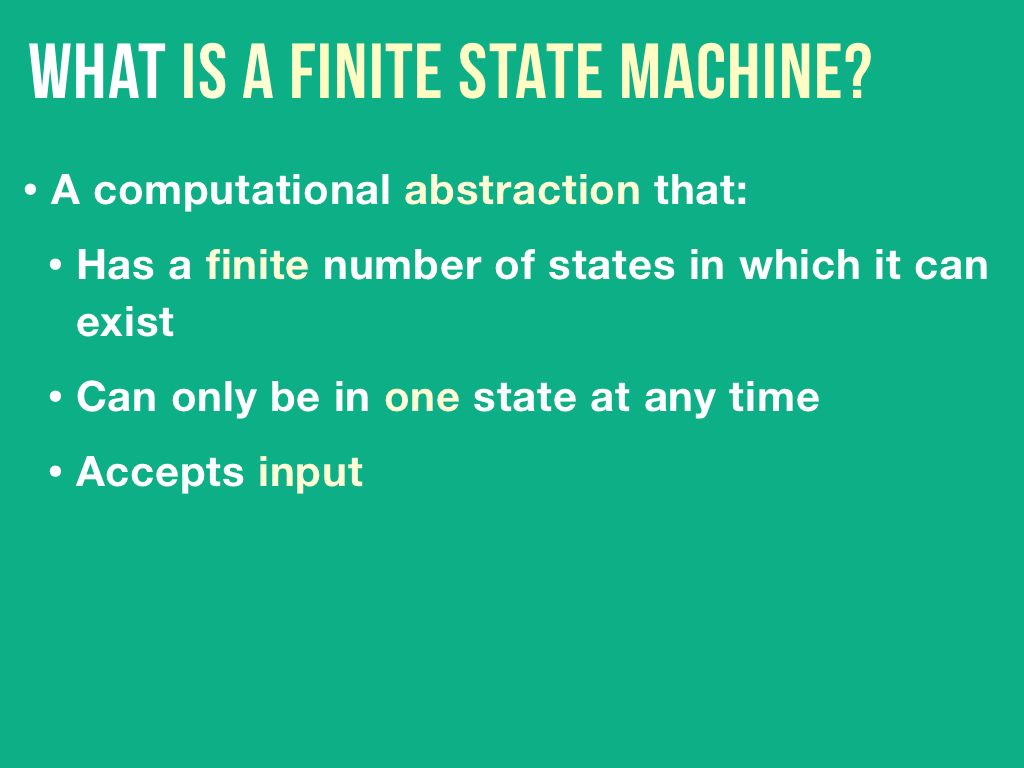 WHAT IS A FINITE STATE MACHINE?
• A computational abstraction that:
• Has a finite number of states in which it can
exist
• Can only be in one state at any time
• Accepts input